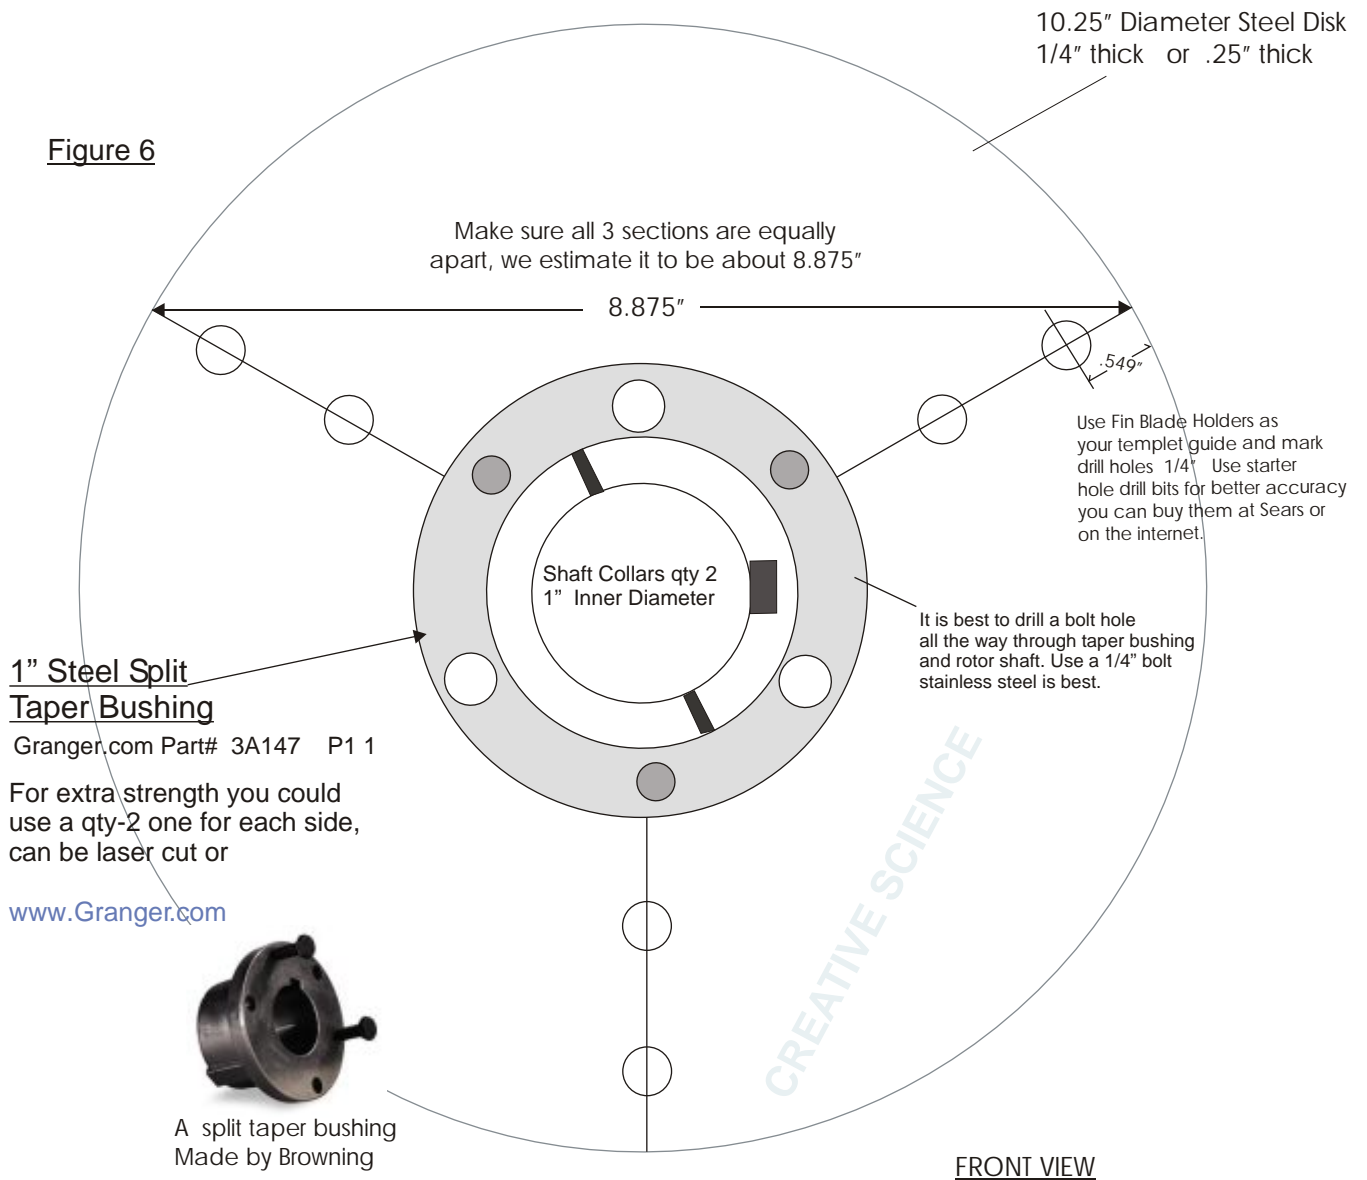 10.25" Diameter Steel Disk
1/4" thick   or  .25" thick
Figure 6
Make sure all 3 sections are equally
apart, we estimate it to be about 8.875"
8.875"
.549"
Use Fin Blade Holders as
your templet guide and mark
drill holes  1/4"  Use starter
hole drill bits for better accuracy
you can buy them at Sears or
on the internet.
Shaft Collars qty 2
1"  Inner Diameter
It is best to drill a bolt hole
all the way through taper bushing
and rotor shaft. Use a 1/4" bolt
stainless steel is best.
1" Steel Split
Taper Bushing
Granger.com Part#  3A147    P1 1
For extra strength you could
use a qty-2 one for each side,
can be laser cut or
www.Granger.com
CREATIVE SCIENCE
A  split taper bushing
Made by Browning
FRONT VIEW